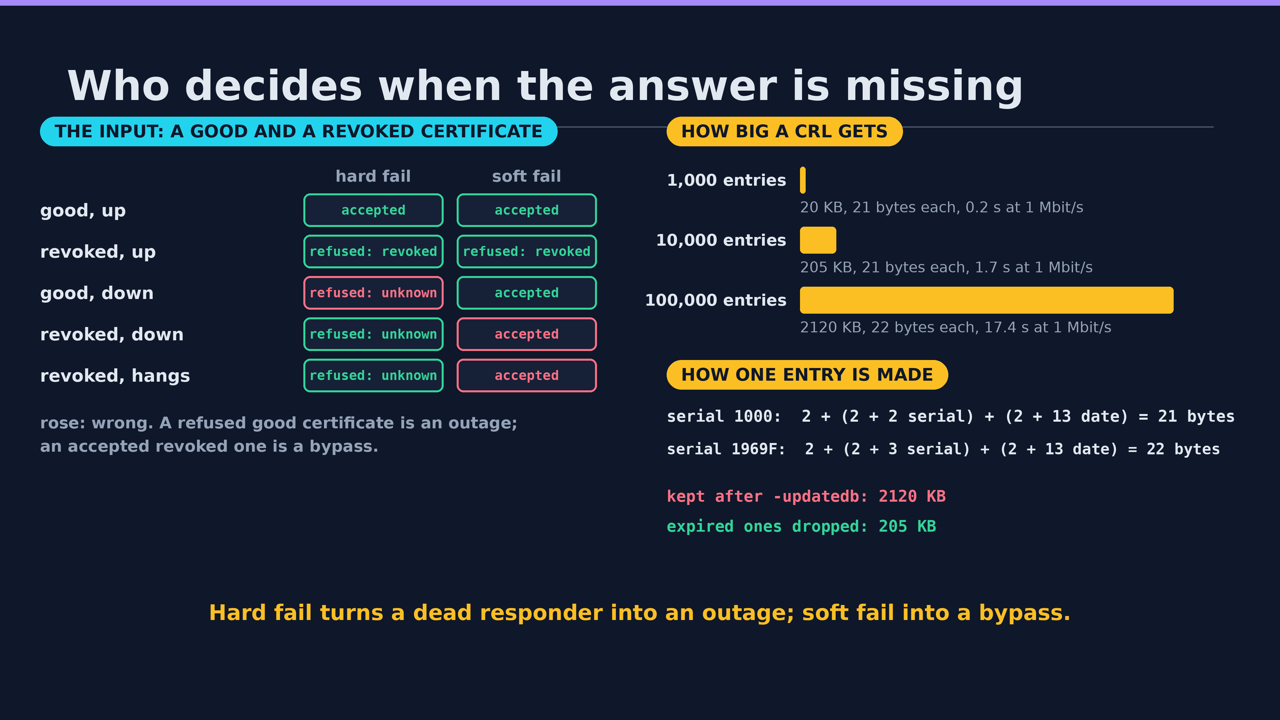 Who decides when the answer is missing
THE INPUT: A GOOD AND A REVOKED CERTIFICATE
hard fail soft fail
good, up accepted accepted
revoked, up refused: revoked refused: revoked
good, down refused: unknown accepted
revoked, down refused: unknown accepted
revoked, hangs refused: unknown accepted
rose: wrong. A refused good certificate is an outage;
an accepted revoked one is a bypass.
HOW BIG A CRL GETS
1,000 entries
20 KB, 21 bytes each, 0.2 s at 1 Mbit/s
10,000 entries
205 KB, 21 bytes each, 1.7 s at 1 Mbit/s
100,000 entries
2120 KB, 22 bytes each, 17.4 s at 1 Mbit/s
HOW ONE ENTRY IS MADE
serial 1000: 2 + (2 + 2 serial) + (2 + 13 date) = 21 bytes
serial 1969F: 2 + (2 + 3 serial) + (2 + 13 date) = 22 bytes
kept after -updatedb: 2120 KB
expired ones dropped: 205 KB
Hard fail turns a dead responder into an outage; soft fail into a bypass.